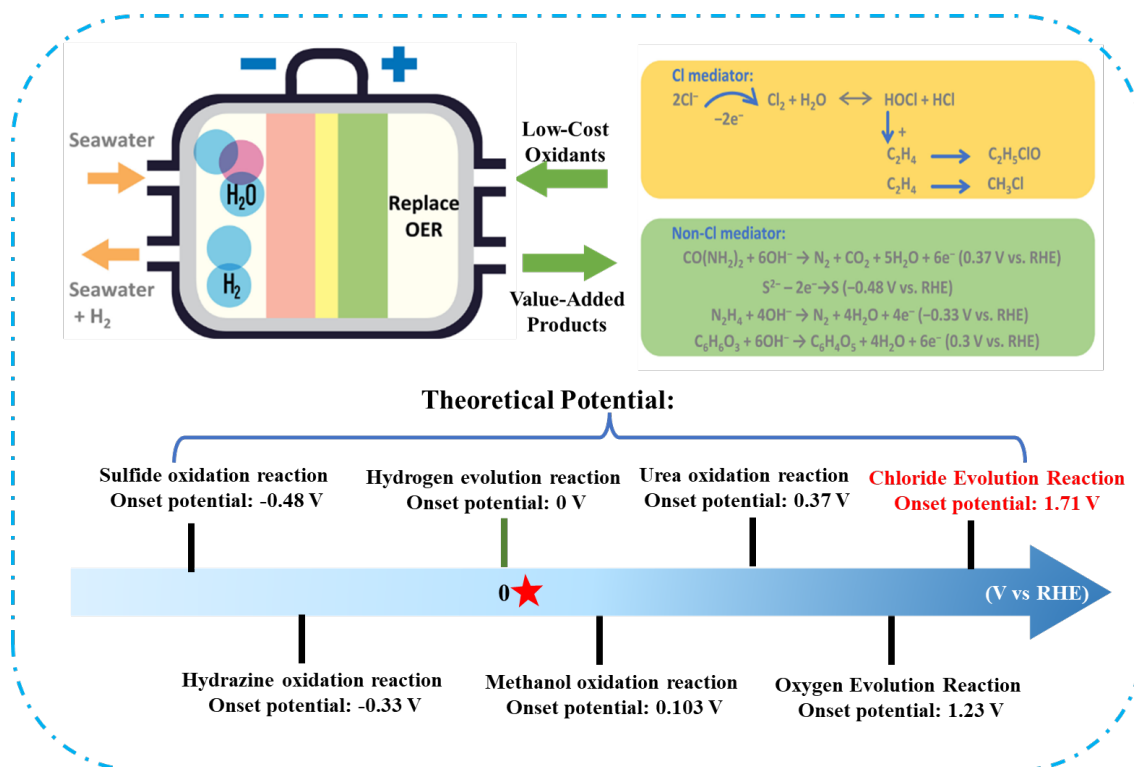 − +
Seawater
Seawater
+ H₂
H₂O
H₂
Replace
OER
Low-Cost
Oxidants
Value-Added
Products
Cl mediator:
2Cl⁻ −2e⁻ Cl₂ + H₂O ↔ HOCl + HCl
+
C₂H₄ → C₂H₅ClO
C₂H₄ → CH₃Cl
Non-Cl mediator:
CO(NH₂)₂ + 6OH⁻ → N₂ + CO₂ + 5H₂O + 6e⁻ (0.37 V vs. RHE)
S²⁻ – 2e⁻→S (−0.48 V vs. RHE)
N₂H₄ + 4OH⁻ → N₂ + 4H₂O + 4e⁻ (−0.33 V vs. RHE)
C₆H₆O₃ + 6OH⁻ → C₆H₄O₅ + 4H₂O + 6e⁻ (0.3 V vs. RHE)
Theoretical Potential:
Sulfide oxidation reaction
Onset potential: -0.48 V
Hydrogen evolution reaction
Onset potential: 0 V
Urea oxidation reaction
Onset potential: 0.37 V
Chloride Evolution Reaction
Onset potential: 1.71 V
0
(V vs RHE)
Hydrazine oxidation reaction
Onset potential: -0.33 V
Methanol oxidation reaction
Onset potential: 0.103 V
Oxygen Evolution Reaction
Onset potential: 1.23 V